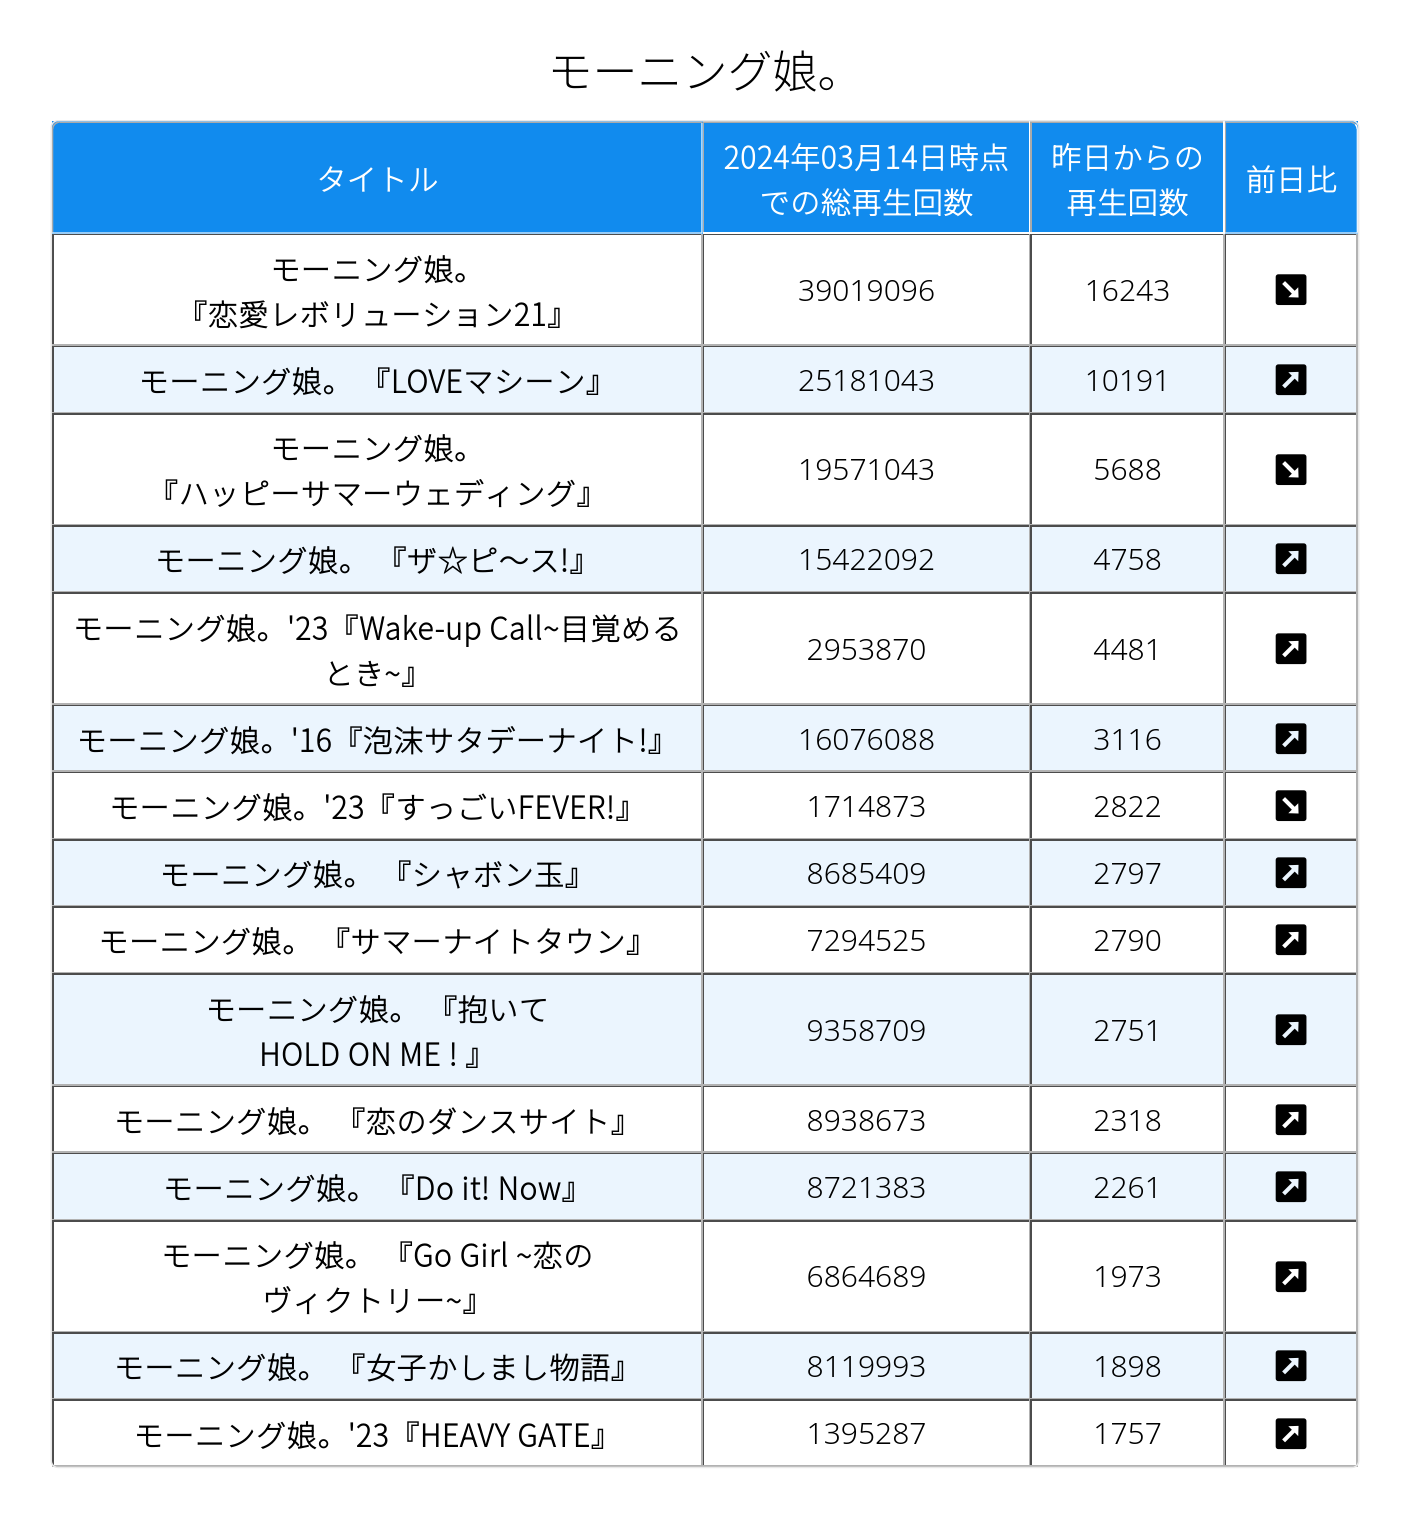 モーニング娘。
タイトル
2024年03月14日時点
での総再生回数
昨日からの
再生回数
前日比
モーニング娘。
『恋愛レボリューション21』
39019096
16243
モーニング娘。 『LOVEマシーン』
25181043
10191
モーニング娘。
『ハッピーサマーウェディング』
19571043
5688
モーニング娘。 『ザ☆ピ〜ス!』
15422092
4758
モーニング娘。'23『Wake-up Call~目覚める
とき~』
2953870
4481
モーニング娘。'16『泡沫サタデーナイト!』
16076088
3116
モーニング娘。'23『すっごいFEVER!』
1714873
2822
モーニング娘。 『シャボン玉』
8685409
2797
モーニング娘。 『サマーナイトタウン』
7294525
2790
モーニング娘。 『抱いて
HOLD ON ME ! 』
9358709
2751
モーニング娘。 『恋のダンスサイト』
8938673
2318
モーニング娘。 『Do it! Now』
8721383
2261
モーニング娘。 『Go Girl ~恋の
ヴィクトリー~』
6864689
1973
モーニング娘。 『女子かしまし物語』
8119993
1898
モーニング娘。'23『HEAVY GATE』
1395287
1757